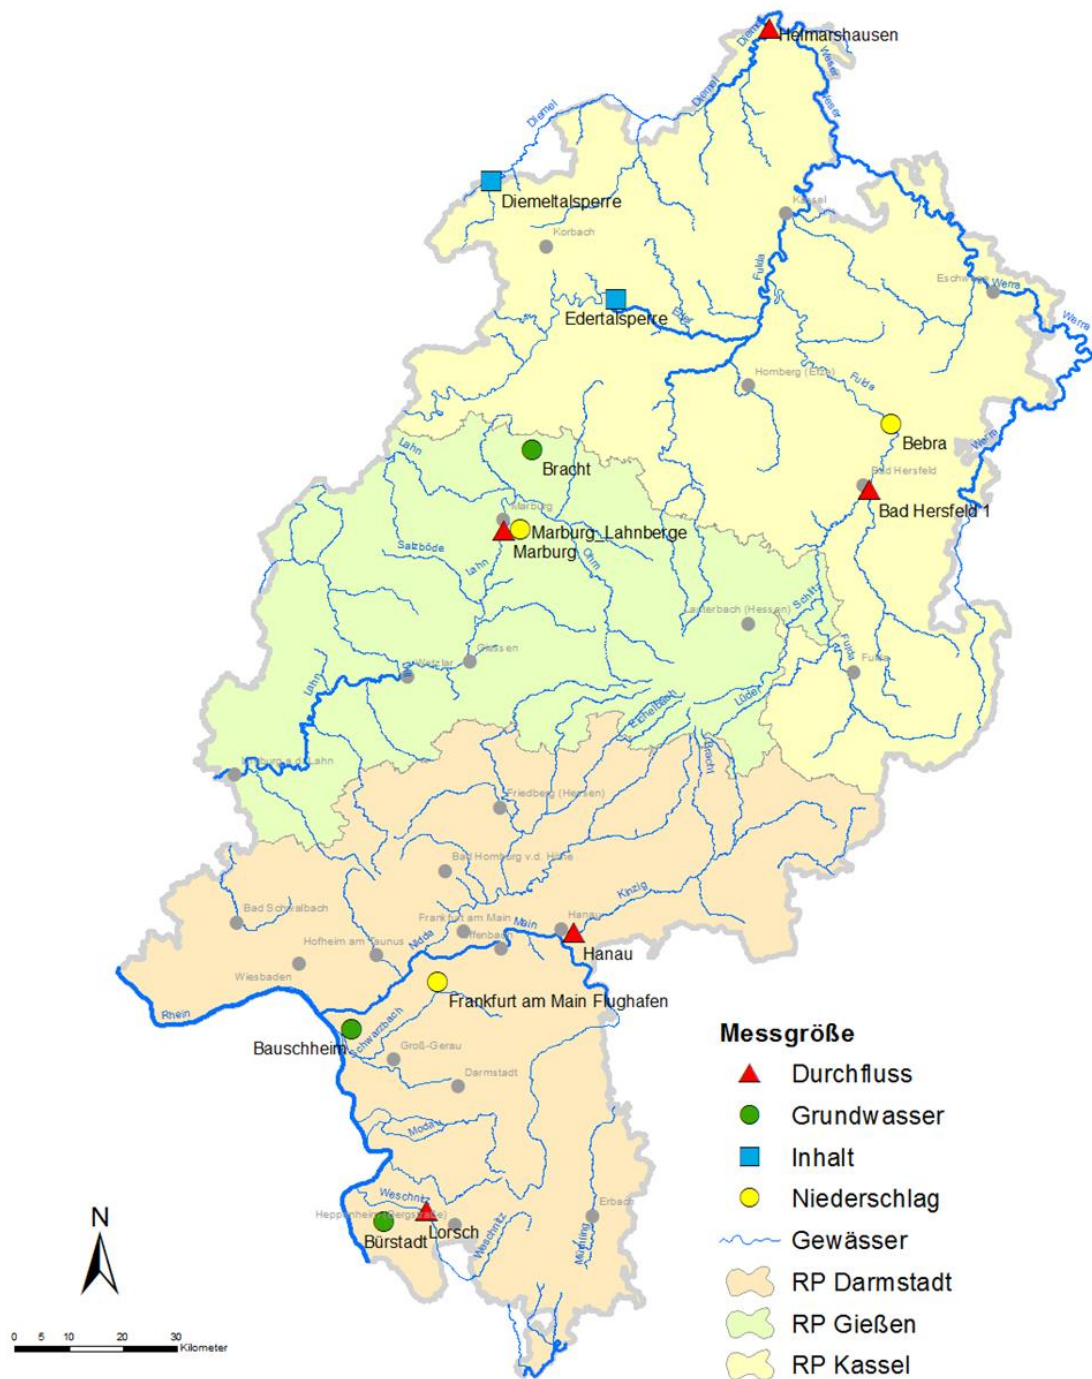 Diemel
Helmarshausen
Weser
Weser
Diemel
Diemel
Diemeltalsperre
Kassel
Korbach
Fulda
Eschwege
Werra
Edertalsperre
Eder
Werra
Homberg (Efze)
Fulda
Bebra
Werra
Lahn
Bracht
Bad Hersfeld
Bad Hersfeld 1
Marburg
Marburg_Lahnberge
Marburg
Salzböde
Lahn
Ohm
Schlitz
Lauterbach (Hessen)
Giessen
Wetzlar
Fulda
Fulda
Lahn
Eichelbach
Lüder
Bracht
Limburg a.d. Lahn
Friedberg (Hessen)
Bad Homburg v.d. Höhe
Kinzig
Bad Schwalbach
Frankfurt am Main
Main
Hanau
Offenbach
Hofheim am Taunus
Nidda
Hanau
Wiesbaden
Frankfurt am Main Flughafen
Rhein
Schwarzbach
Bauschheim
Groß-Gerau
Darmstadt
Modau
Weschnitz
Heppenheim (Bergstraße)
Erbach
Lorsch
Bürstadt
Weschnitz
Mümling
Messgröße
Durchfluss
Grundwasser
Inhalt
Niederschlag
Gewässer
RP Darmstadt
RP Gießen
RP Kassel
N
0 5 10 20 30
Kilometer